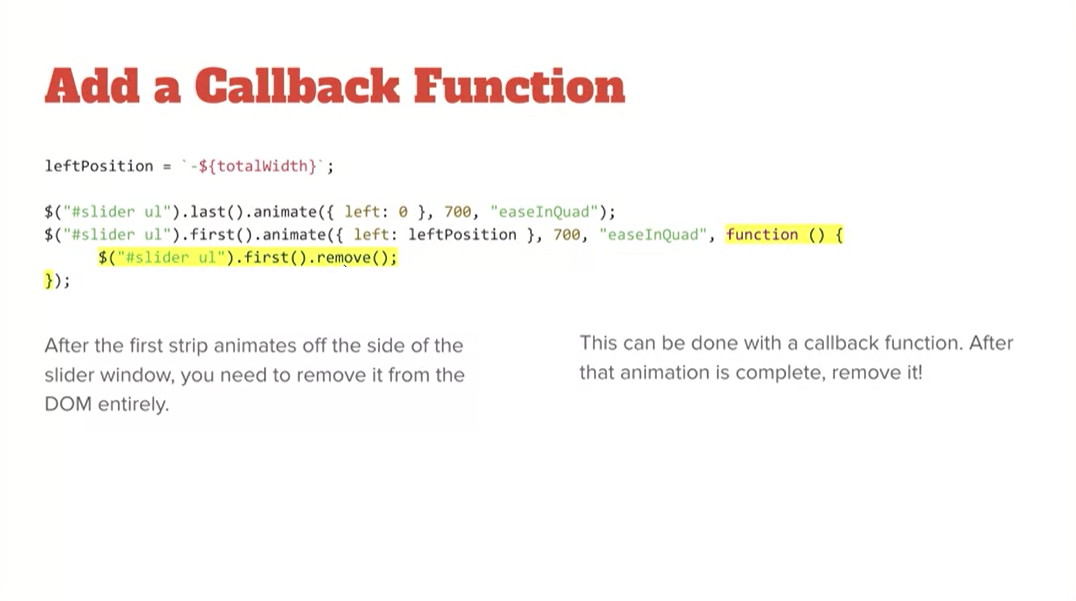 Add a Callback Function
leftPosition = `-${totalWidth}`;
$("#slider ul").last().animate({ left: 0 }, 700, "easeInQuad");
$("#slider ul").first().animate({ left: leftPosition }, 700, "easeInQuad", function () {
$("#slider ul").first().remove();
});
After the first strip animates off the side of the
slider window, you need to remove it from the
DOM entirely.
This can be done with a callback function. After
that animation is complete, remove it!